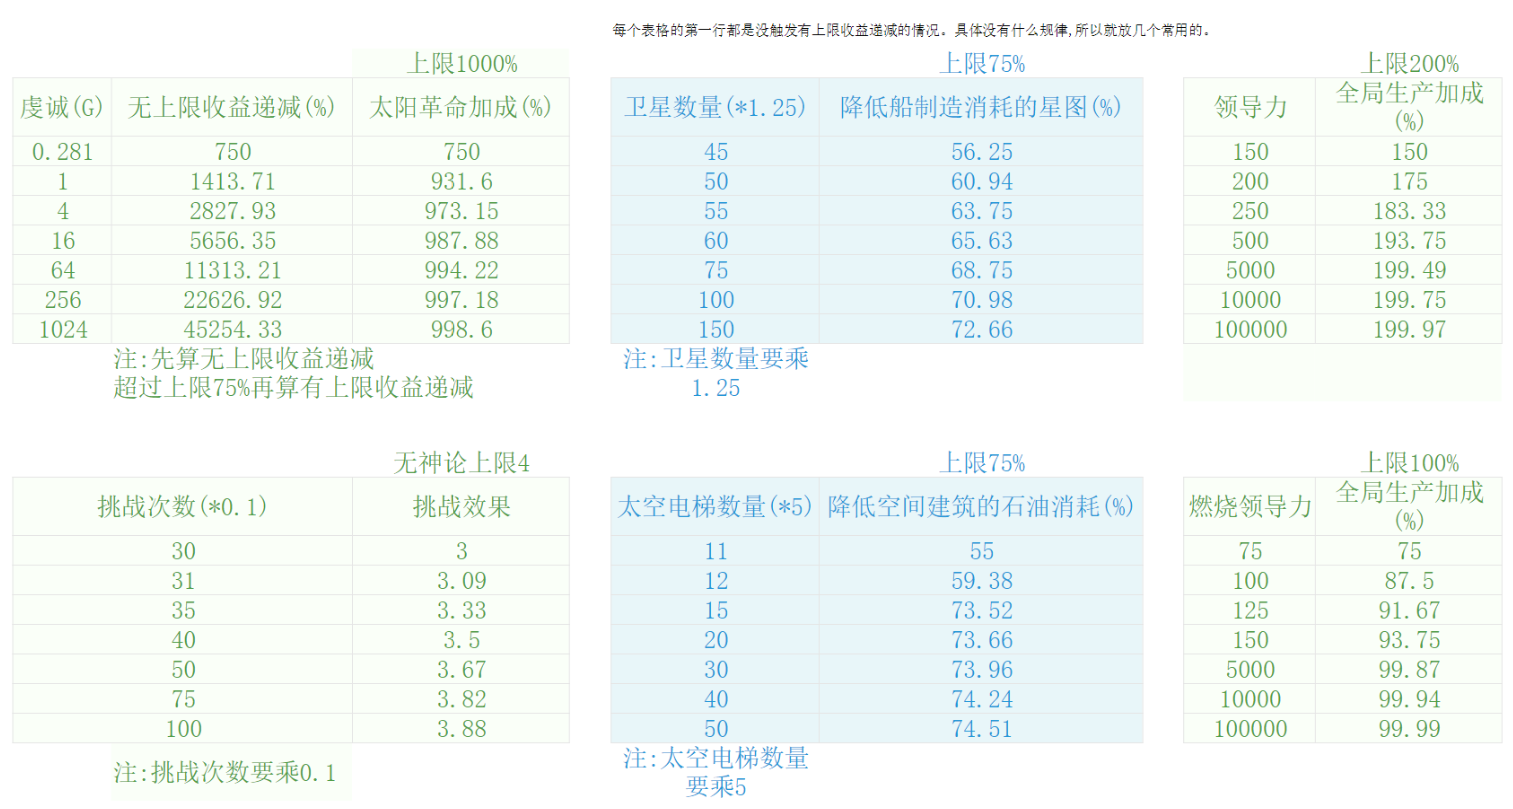 每个表格的第一行都是没触发有上限收益递减的情况。具体没有什么规律,所以就放几个常用的。
上限1000%
虔诚(G) 无上限收益递减(%) 太阳革命加成(%)
0.281 750 750
1 1413.71 931.6
4 2827.93 973.15
16 5656.35 987.88
64 11313.21 994.22
256 22626.92 997.18
1024 45254.33 998.6
注:先算无上限收益递减
超过上限75%再算有上限收益递减
上限75%
卫星数量(*1.25) 降低船制造消耗的星图(%)
45 56.25
50 60.94
55 63.75
60 65.63
75 68.75
100 70.98
150 72.66
注:卫星数量要乘
1.25
上限200%
领导力 全局生产加成
(%)
150 150
200 175
250 183.33
500 193.75
5000 199.49
10000 199.75
100000 199.97
无神论上限4
挑战次数(*0.1) 挑战效果
30 3
31 3.09
35 3.33
40 3.5
50 3.67
75 3.82
100 3.88
注:挑战次数要乘0.1
上限75%
太空电梯数量(*5) 降低空间建筑的石油消耗(%)
11 55
12 59.38
15 73.52
20 73.66
30 73.96
40 74.24
50 74.51
注:太空电梯数量
要乘5
上限100%
燃烧领导力 全局生产加成
(%)
75 75
100 87.5
125 91.67
150 93.75
5000 99.87
10000 99.94
100000 99.99